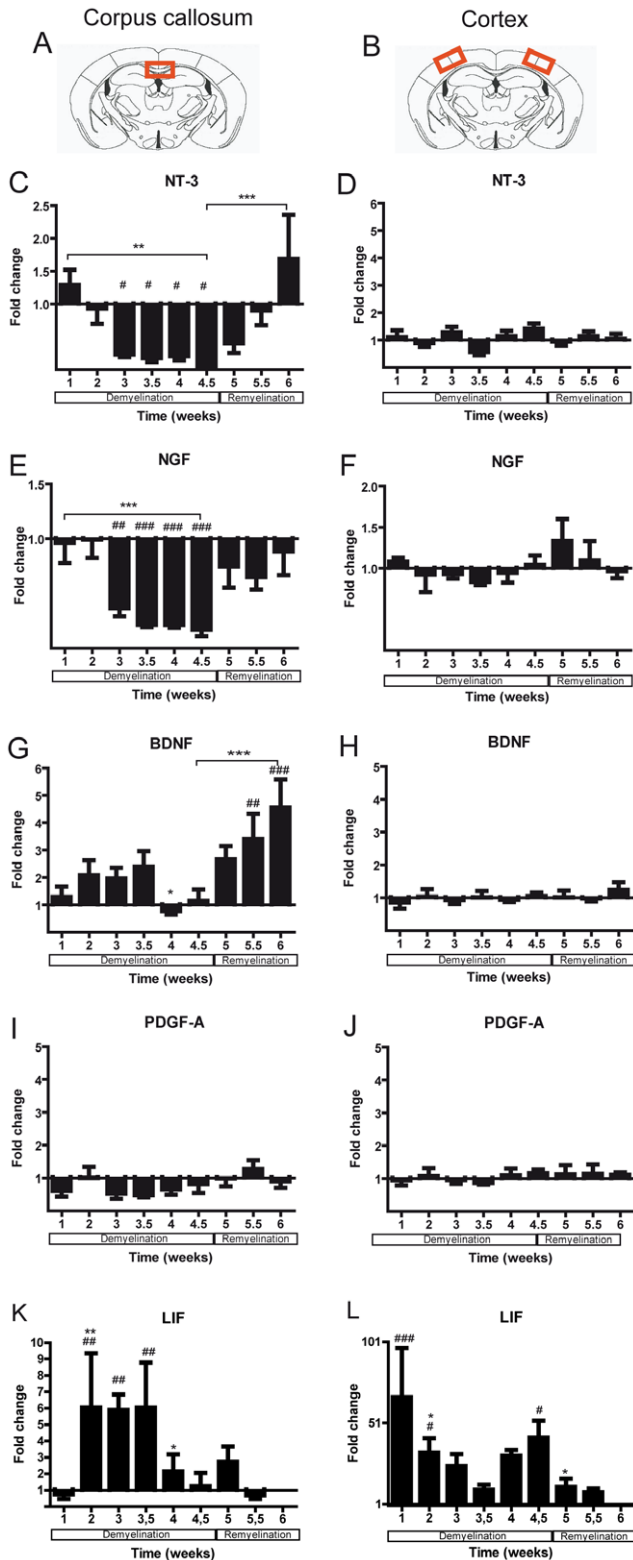 Corpus callosum Cortex
A B
C NT-3
2.5
2.0
1.5
1.0
Fold change
*** 
**
# # # #
1 2 3 3.5 4 4.5 5 5.5 6
Demyelination Remyelination
Time (weeks)
D NT-3
6
5
4
3
2
1
Fold change
1 2 3 3.5 4 4.5 5 5.5 6
Demyelination Remyelination
Time (weeks)
E NGF
1.5
1.0
Fold change
***
## ### ### ###
1 2 3 3.5 4 4.5 5 5.5 6
Demyelination Remyelination
Time (weeks)
F NGF
2.0
1.5
1.0
Fold change
1 2 3 3.5 4 4.5 5 5.5 6
Demyelination Remyelination
Time (weeks)
G BDNF
6
5
4
3
2
1
Fold change
***
###
##
*
1 2 3 3.5 4 4.5 5 5.5 6
Demyelination Remyelination
Time (weeks)
H BDNF
5
4
3
2
1
Fold change
1 2 3 3.5 4 4.5 5 5.5 6
Demyelination Remyelination
Time (weeks)
I PDGF-A
5
4
3
2
1
Fold change
1 2 3 3.5 4 4.5 5 5.5 6
Demyelination Remyelination
Time (weeks)
J PDGF-A
5
4
3
2
1
Fold change
1 2 3 3.5 4 4.5 5 5.5 6
Demyelination Remyelination
Time (weeks)
K LIF
10
9
8
7
6
5
4
3
2
1
Fold change
**
##
##
##
*
1 2 3 3,5 4 4.5 5 5,5 6
Demyelination Remyelination
Time (weeks)
L LIF
101
51
1
Fold change
###
*
#
#
*
1 2 3 3,5 4 4.5 5 5,5 6
Demyelination Remyelination
Time (weeks)